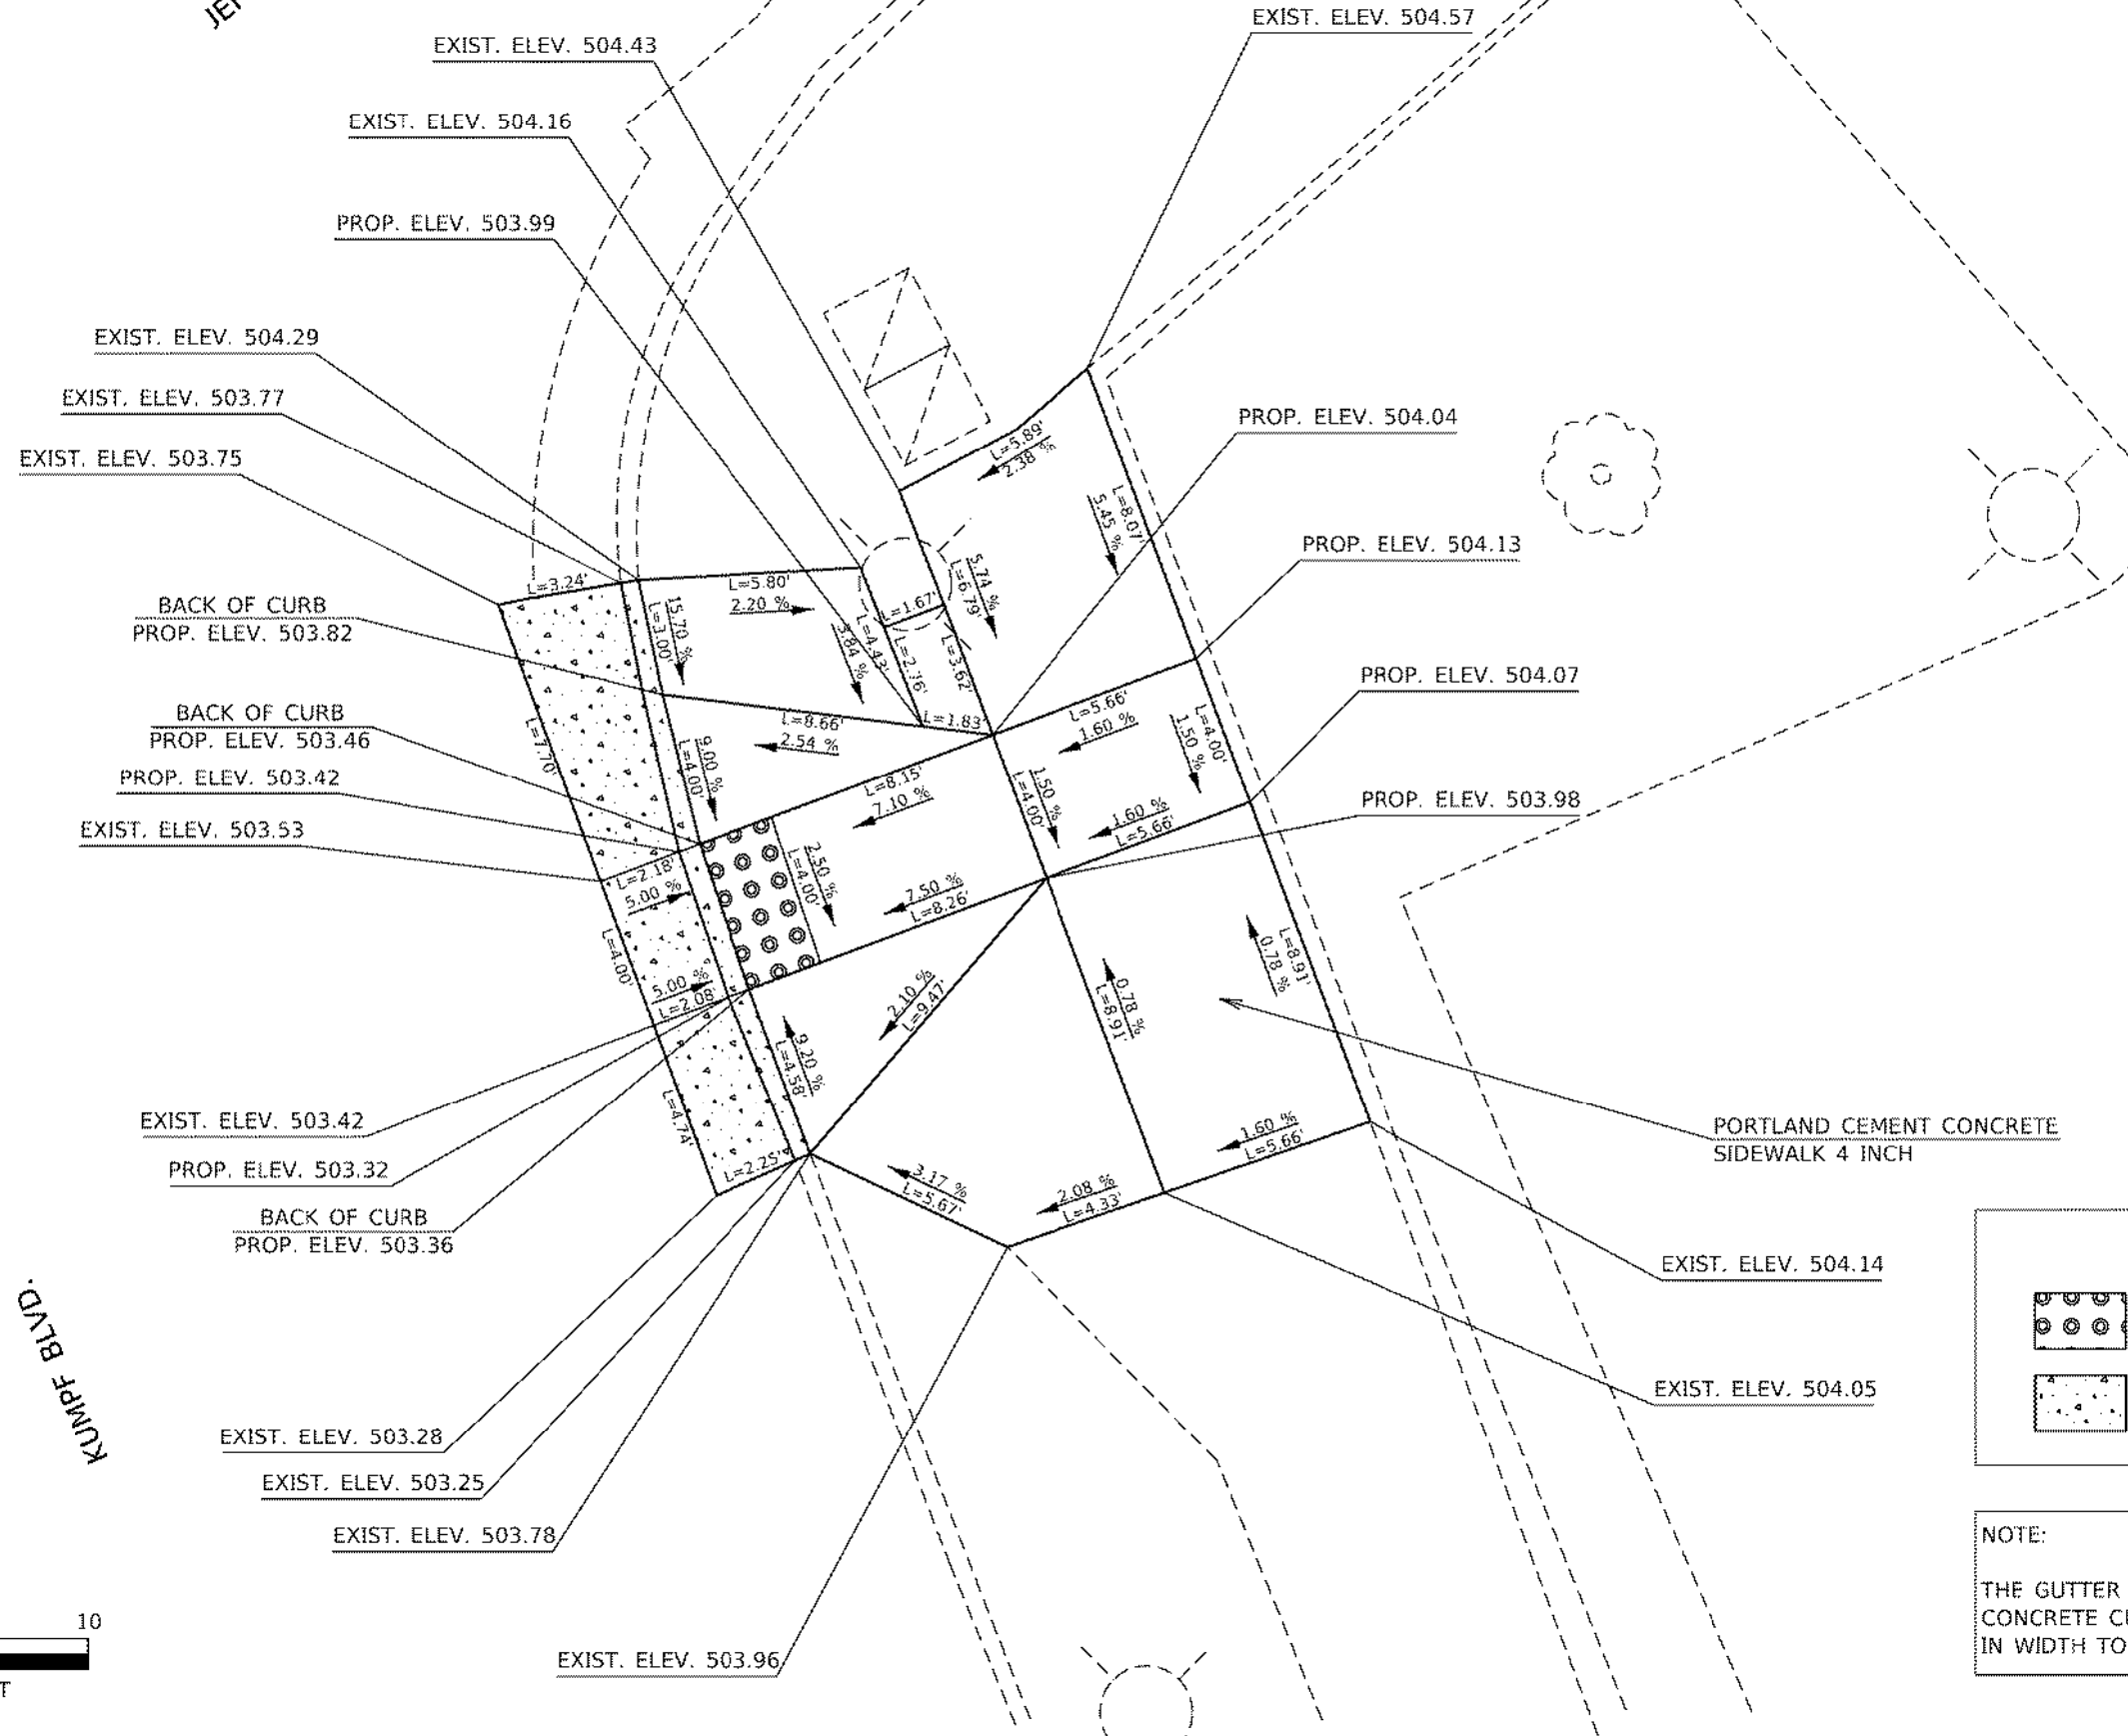 EXIST. ELEV. 504.57
EXIST. ELEV. 504.43
EXIST. ELEV. 504.16
PROP. ELEV. 503.99
EXIST. ELEV. 504.29
EXIST. ELEV. 503.77
EXIST. ELEV. 503.75
BACK OF CURB
PROP. ELEV. 503.82
BACK OF CURB
PROP. ELEV. 503.46
PROP. ELEV. 503.42
EXIST. ELEV. 503.53
PROP. ELEV. 504.04
PROP. ELEV. 504.13
PROP. ELEV. 504.07
PROP. ELEV. 503.98
L=5.89'
2.38 %
L=8.07'
5.45 %
5.74 %
L=6.79'
L=3.24'
L=5.80'
2.20 %
15.70 %
L=3.00'
L=1.67'
L=4.43'
3.84 %
L=2.76'
L=3.62'
L=1.83'
L=8.66'
2.54 %
L=5.66'
1.60 %
L=4.00'
1.50 %
L=7.70'
9.00 %
L=4.00'
L=8.15'
7.10 %
1.50 %
L=4.00'
1.60 %
L=5.66'
L=2.18'
5.00 %
2.50 %
L=4.00'
7.50 %
L=8.26'
L=4.00'
5.00 %
L=2.08'
2.10 %
L=9.47'
0.78 %
L=8.91'
L=8.91'
0.78 %
9.20 %
L=4.58'
L=4.74'
L=2.25'
3.17 %
L=5.67'
2.08 %
L=4.33'
1.60 %
L=5.66'
EXIST. ELEV. 503.42
PROP. ELEV. 503.32
BACK OF CURB
PROP. ELEV. 503.36
PORTLAND CEMENT CONCRETE
SIDEWALK 4 INCH
EXIST. ELEV. 504.14
EXIST. ELEV. 504.05
KUMPF BLVD.
EXIST. ELEV. 503.28
EXIST. ELEV. 503.25
EXIST. ELEV. 503.78
EXIST. ELEV. 503.96
10
NOTE:
THE GUTTER
CONCRETE
IN WIDTH TO